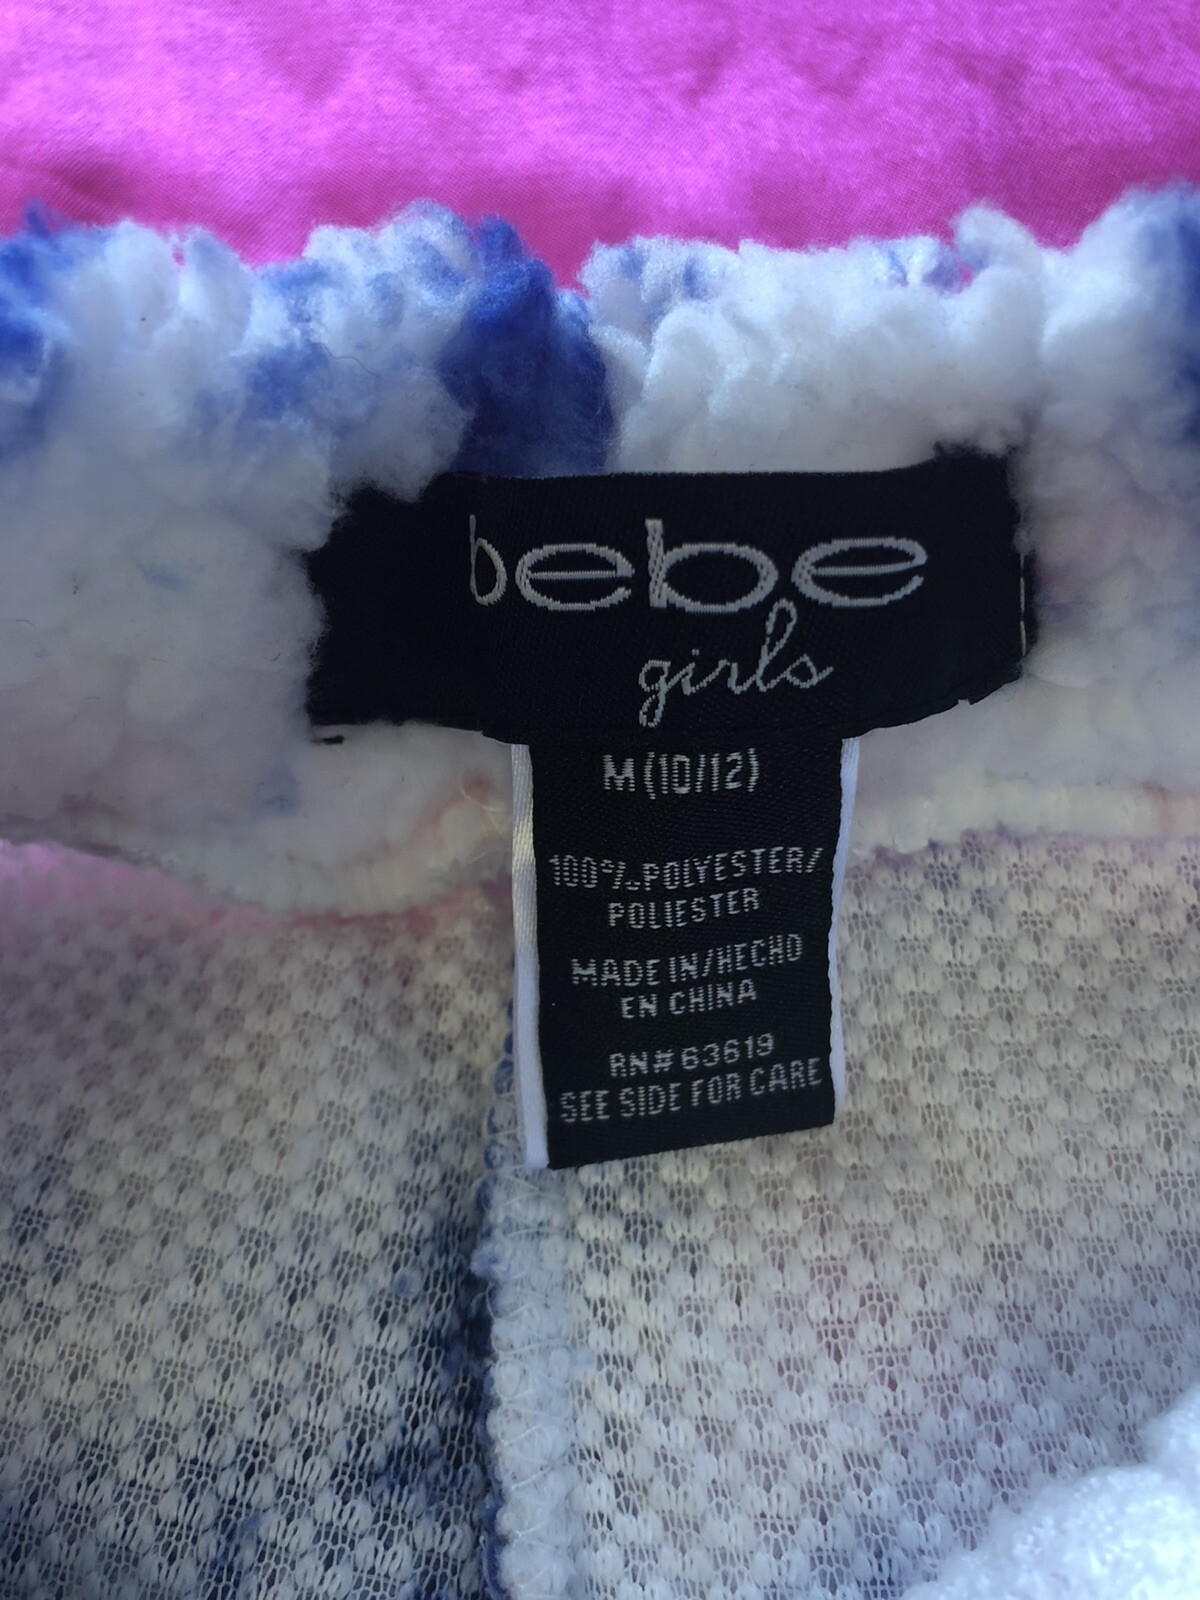 bebe
girls
M (10/12)
100% POLYESTER/
POLIESTER
MADE IN/HECHO
EN CHINA
RN# 63619
SEE SIDE FOR CARE